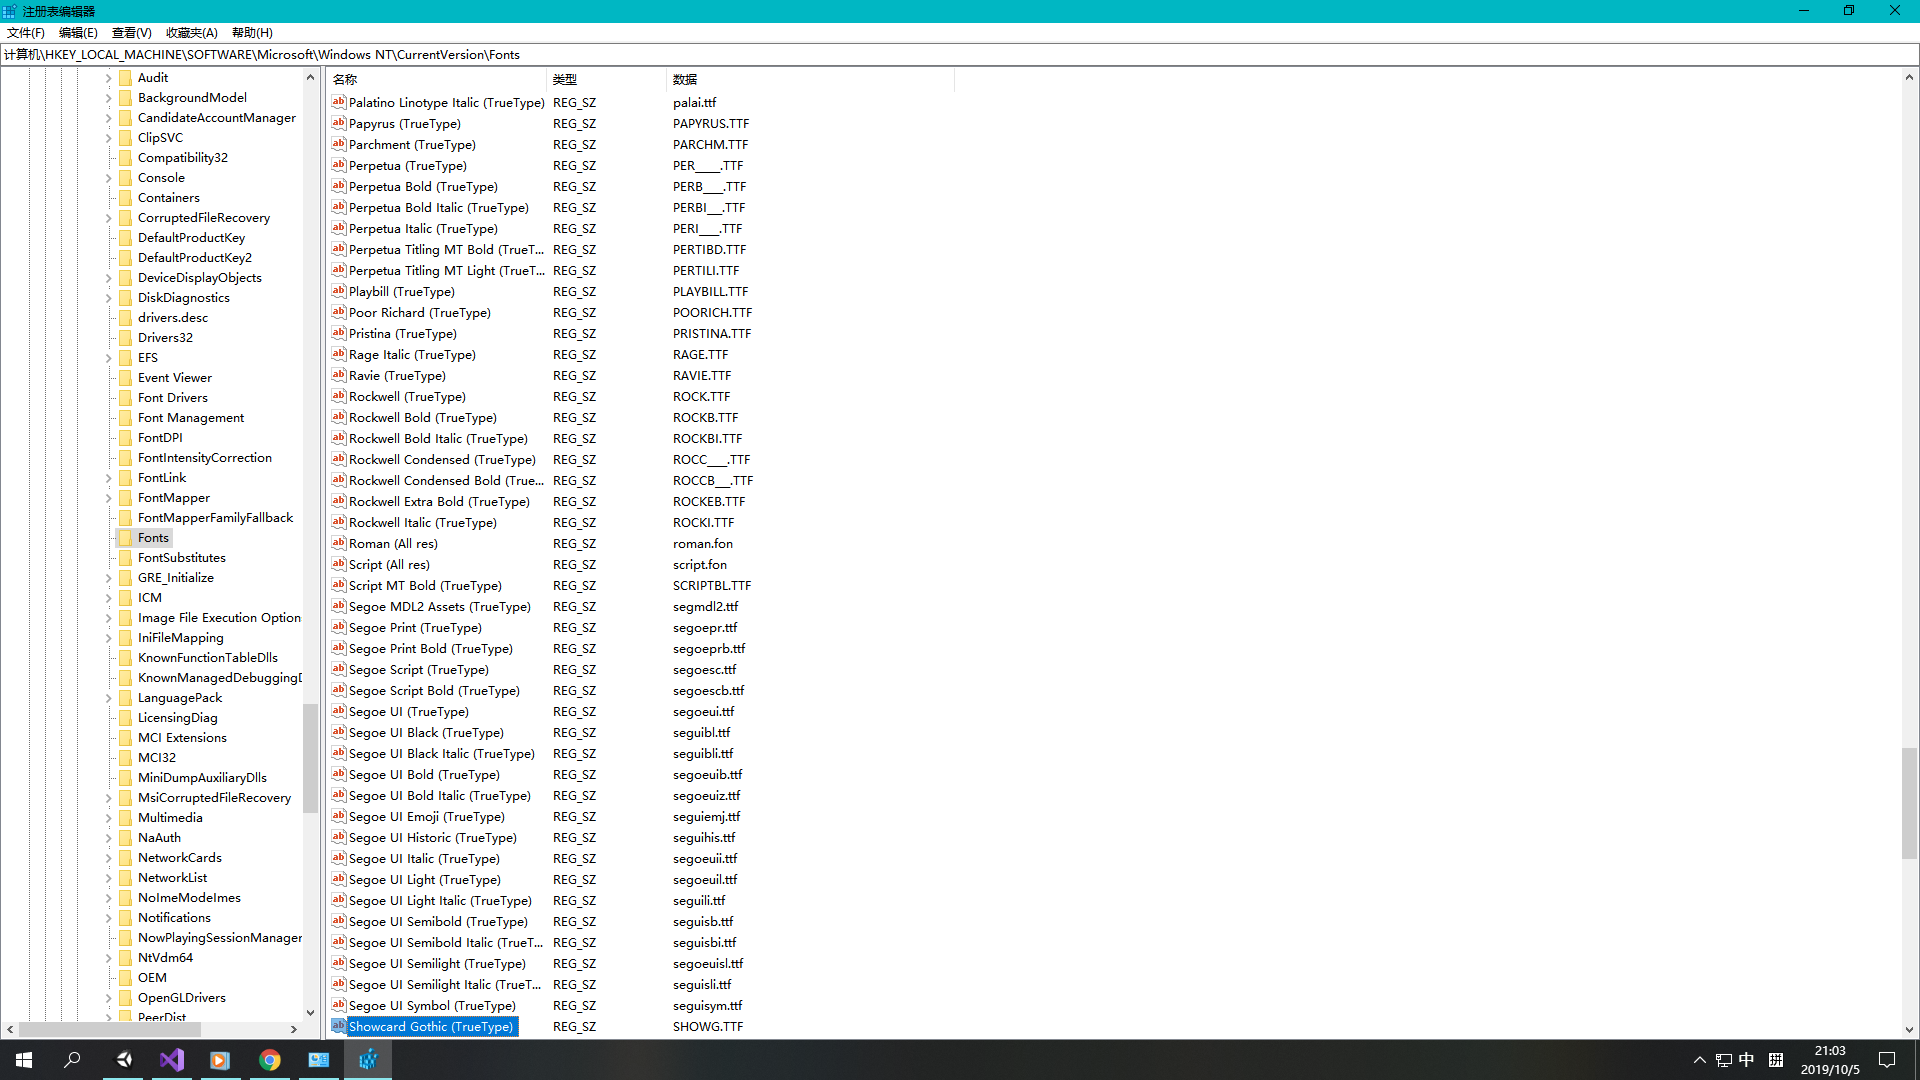 注册表编辑器
文件(F) 编辑(E) 查看(V) 收藏夹(A) 帮助(H)
计算机\HKEY_LOCAL_MACHINE\SOFTWARE\Microsoft\Windows NT\CurrentVersion\Fonts
Audit
BackgroundModel
CandidateAccountManager
ClipSVC
Compatibility32
Console
Containers
CorruptedFileRecovery
DefaultProductKey
DefaultProductKey2
DeviceDisplayObjects
DiskDiagnostics
drivers.desc
Drivers32
EFS
Event Viewer
Font Drivers
Font Management
FontDPI
FontIntensityCorrection
FontLink
FontMapper
FontMapperFamilyFallback
Fonts
FontSubstitutes
GRE_Initialize
ICM
Image File Execution Option
IniFileMapping
KnownFunctionTableDlls
KnownManagedDebuggingD
LanguagePack
LicensingDiag
MCI Extensions
MCI32
MiniDumpAuxiliaryDlls
MsiCorruptedFileRecovery
Multimedia
NaAuth
NetworkCards
NetworkList
NoImeModeImes
Notifications
NowPlayingSessionManager
NtVdm64
OEM
OpenGLDrivers
PeerDist
名称 类型 数据
Palatino Linotype Italic (TrueType) REG_SZ palai.ttf
Papyrus (TrueType) REG_SZ PAPYRUS.TTF
Parchment (TrueType) REG_SZ PARCHM.TTF
Perpetua (TrueType) REG_SZ PER_____.TTF
Perpetua Bold (TrueType) REG_SZ PERB____.TTF
Perpetua Bold Italic (TrueType) REG_SZ PERBI___.TTF
Perpetua Italic (TrueType) REG_SZ PERI____.TTF
Perpetua Titling MT Bold (TrueT... REG_SZ PERTIBD.TTF
Perpetua Titling MT Light (TrueT... REG_SZ PERTILI.TTF
Playbill (TrueType) REG_SZ PLAYBILL.TTF
Poor Richard (TrueType) REG_SZ POORICH.TTF
Pristina (TrueType) REG_SZ PRISTINA.TTF
Rage Italic (TrueType) REG_SZ RAGE.TTF
Ravie (TrueType) REG_SZ RAVIE.TTF
Rockwell (TrueType) REG_SZ ROCK.TTF
Rockwell Bold (TrueType) REG_SZ ROCKB.TTF
Rockwell Bold Italic (TrueType) REG_SZ ROCKBI.TTF
Rockwell Condensed (TrueType) REG_SZ ROCC____.TTF
Rockwell Condensed Bold (True... REG_SZ ROCCB___.TTF
Rockwell Extra Bold (TrueType) REG_SZ ROCKEB.TTF
Rockwell Italic (TrueType) REG_SZ ROCKI.TTF
Roman (All res) REG_SZ roman.fon
Script (All res) REG_SZ script.fon
Script MT Bold (TrueType) REG_SZ SCRIPTBL.TTF
Segoe MDL2 Assets (TrueType) REG_SZ segmdl2.ttf
Segoe Print (TrueType) REG_SZ segoepr.ttf
Segoe Print Bold (TrueType) REG_SZ segoeprb.ttf
Segoe Script (TrueType) REG_SZ segoesc.ttf
Segoe Script Bold (TrueType) REG_SZ segoescb.ttf
Segoe UI (TrueType) REG_SZ segoeui.ttf
Segoe UI Black (TrueType) REG_SZ seguibl.ttf
Segoe UI Black Italic (TrueType) REG_SZ seguibli.ttf
Segoe UI Bold (TrueType) REG_SZ segoeuib.ttf
Segoe UI Bold Italic (TrueType) REG_SZ segoeuiz.ttf
Segoe UI Emoji (TrueType) REG_SZ seguiemj.ttf
Segoe UI Historic (TrueType) REG_SZ seguihis.ttf
Segoe UI Italic (TrueType) REG_SZ segoeuii.ttf
Segoe UI Light (TrueType) REG_SZ segoeuil.ttf
Segoe UI Light Italic (TrueType) REG_SZ seguili.ttf
Segoe UI Semibold (TrueType) REG_SZ seguisb.ttf
Segoe UI Semibold Italic (TrueT... REG_SZ seguisbi.ttf
Segoe UI Semilight (TrueType) REG_SZ segoeuisl.ttf
Segoe UI Semilight Italic (TrueT... REG_SZ seguisli.ttf
Segoe UI Symbol (TrueType) REG_SZ seguisym.ttf
Showcard Gothic (TrueType) REG_SZ SHOWG.TTF
中 拼
21:03
2019/10/5